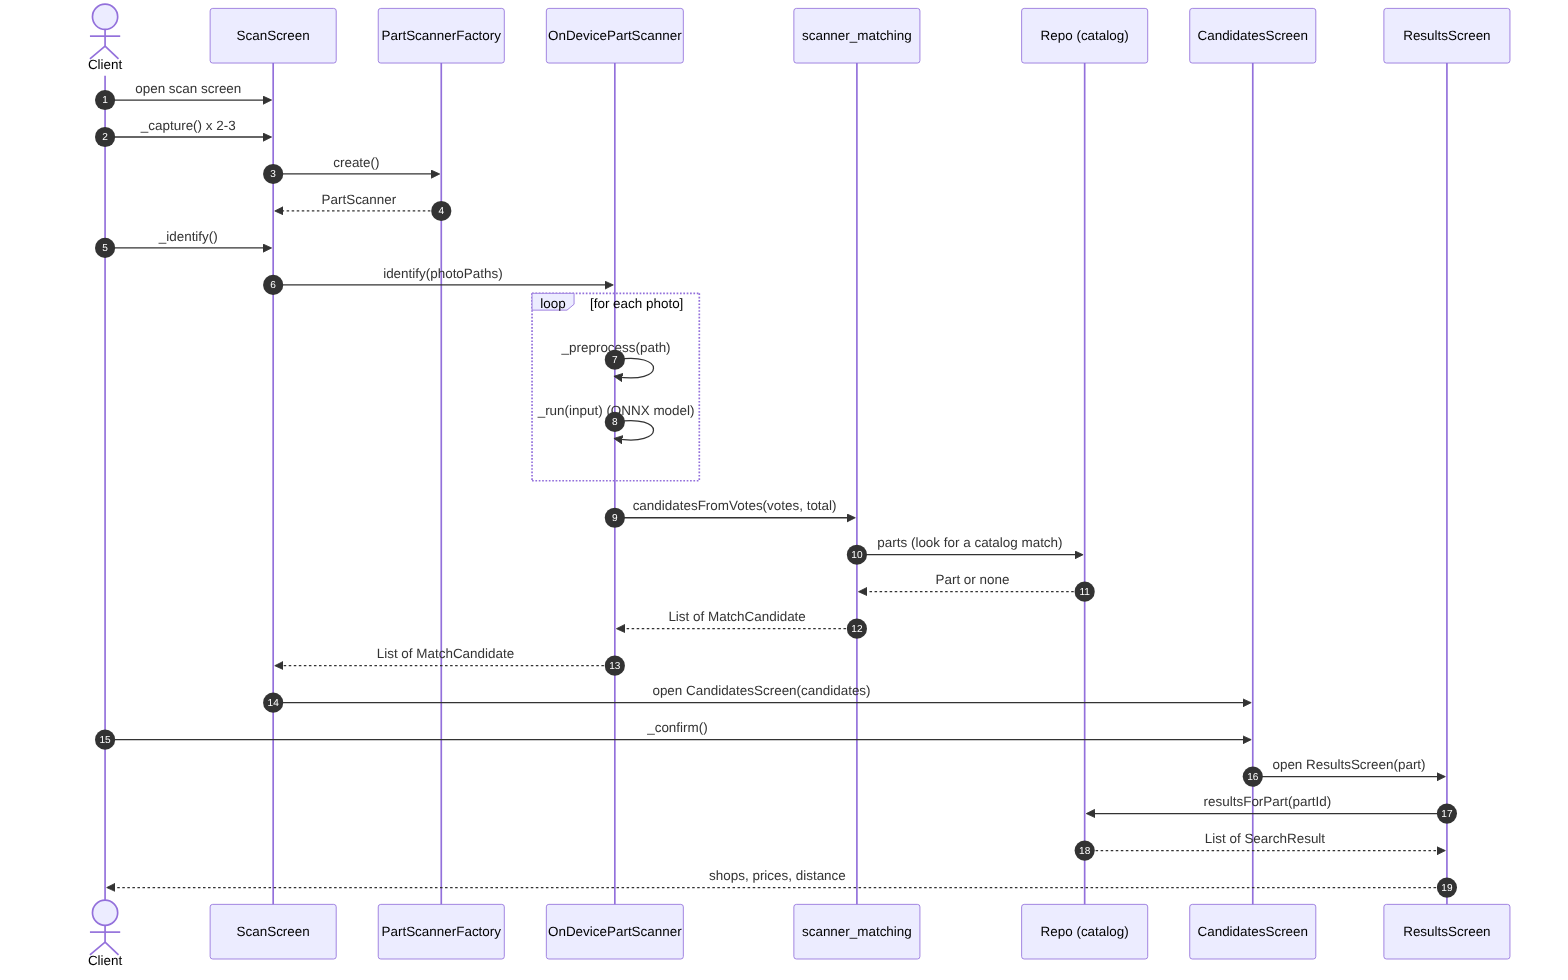 Client
ScanScreen
PartScannerFactory
OnDevicePartScanner
scanner_matching
Repo (catalog)
CandidatesScreen
ResultsScreen
1 open scan screen
2 _capture() x 2-3
3 create()
PartScanner 4
5 _identify()
6 identify(photoPaths)
loop [for each photo]
_preprocess(path)
7
_run(input) (ONNX model)
8
9 candidatesFromVotes(votes, total)
10 parts (look for a catalog match)
Part or none 11
List of MatchCandidate 12
List of MatchCandidate 13
14 open CandidatesScreen(candidates)
15 _confirm()
16 open ResultsScreen(part)
resultsForPart(partId) 17
18 List of SearchResult
shops, prices, distance 19
Client
ScanScreen
PartScannerFactory
OnDevicePartScanner
scanner_matching
Repo (catalog)
CandidatesScreen
ResultsScreen